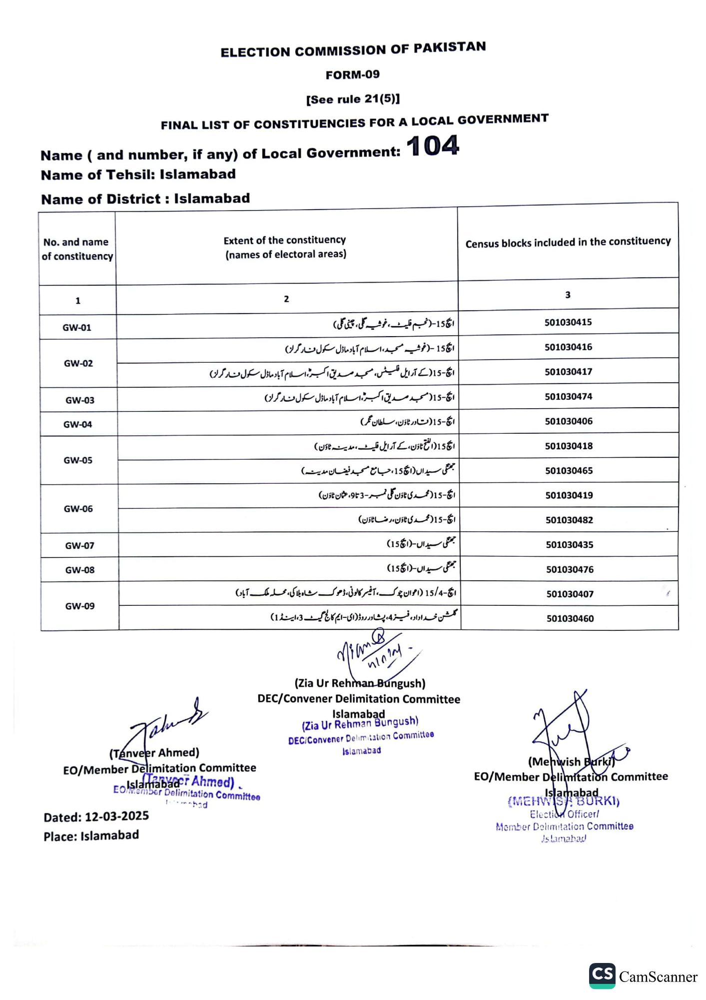 ELECTION COMMISSION OF PAKISTAN
FORM-09
[See rule 21(5)]
FINAL LIST OF CONSTITUENCIES FOR A LOCAL GOVERNMENT
Name ( and number, if any) of Local Government: 104
Name of Tehsil: Islamabad
Name of District : Islamabad
No. and name of constituency
Extent of the constituency (names of electoral areas)
Census blocks included in the constituency
1 2 3
GW-01 ایچ15-(نجم فلیٹ، غوثیہ گلی، چینی گلی) 501030415
GW-02 ایچ15 -(غوثیہ مسجد، اسلام آباد ماڈل سکول فار گرلز) 501030416
ایچ-15(کے آر ایل فلیٹس، مسجد صدیق اکبرؓ، اسلام آباد ماڈل سکول فار گرلز) 501030417
GW-03 ایچ-15(مسجد صدیق اکبرؓ، اسلام آباد ماڈل سکول فار گرلز) 501030474
GW-04 ایچ-15(قادر ٹاؤن، سلطان نگر) 501030406
GW-05 ایچ15(الفتح ٹاؤن، کے آر ایل فلیٹ، مدینہ ٹاؤن) 501030418
جھنگی سیداں(ایچ15، جامع مسجد فیضان مدینہ) 501030465
GW-06 ایچ-15(محمدی ٹاؤن گلی نمبر-3تا9، عثمان ٹاؤن) 501030419
ایچ-15(محمدی ٹاؤن، رضا ٹاؤن) 501030482
GW-07 جھنگی سیداں-(ایچ15) 501030435
GW-08 جھنگی سیداں-(ایچ15) 501030476
GW-09 ایچ-15/4 (اعوان چوک، آفیسر کالونی، ڈھوک شاہ بلاکی، محلہ ملک آباد) 501030407
گلشن خداداد، فیز4، پشاور روڈ(ای-ایم کالج گیٹ 3، اینڈ1) 501030460
(Zia Ur Rehman Bungush)
DEC/Convener Delimitation Committee
Islamabad
(Zia Ur Rehman Bungush)
DEC/Convener Delimitation Committee
Islamabad
(Tanveer Ahmed)
EO/Member Delimitation Committee
Islamabad
(Tanveer Ahmed)
EO/Member Delimitation Committee
Islamabad
(Mehwish Burki)
EO/Member Delimitation Committee
Islamabad
(MEHWISH BURKI)
Election Officer/
Member Delimitation Committee
Islamabad
Dated: 12-03-2025
Place: Islamabad
CS CamScanner